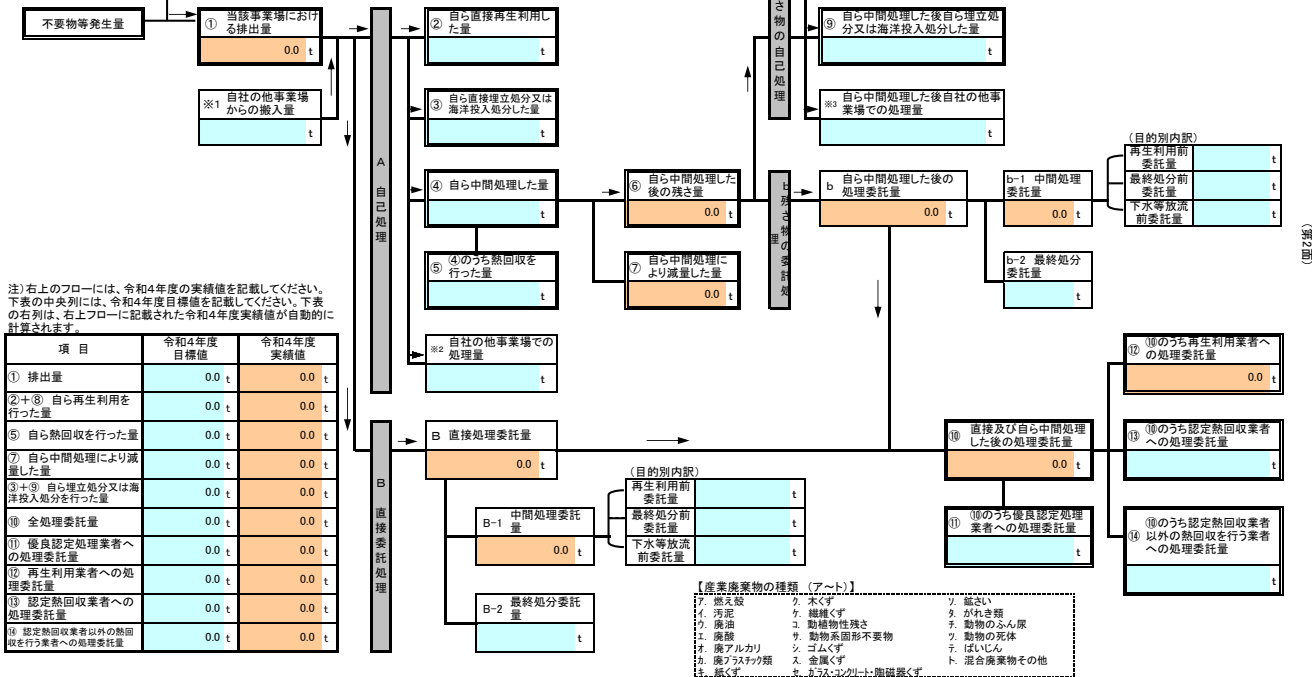 不要物等発生量
①
当該事業場におけ
る排出量
0.0 t
※1
自社の他事業場
からの搬入量
t
A 自己処理
②
自ら直接再生利用し
た量
t
③
自ら直接埋立処分又は
海洋投入処分した量
t
④ 自ら中間処理した量
t
⑤
④のうち熱回収を
行った量
t
※2
自社の他事業場での
処理量
t
⑥
自ら中間処理した
後の残さ量
0.0 t
⑦
自ら中間処理に
より減量した量
0.0 t
さ物の自己処理
⑨
自ら中間処理した後自ら埋立処
分又は海洋投入処分した量
t
※3
自ら中間処理した後自社の他事
業場での処理量
t
残さ物の委託処
理
b
自ら中間処理した後の
処理委託量
0.0 t
b-1 中間処理
委託量
0.0 t
b-2 最終処分
委託量
t
(目的別内訳)
再生利用前
委託量
t
最終処分前
委託量
t
下水等放流
前委託量
t
(第2面)
注)右上のフローには、令和4年度の実績値を記載してください。
下表の中央列には、令和4年度目標値を記載してください。下表
の右列は、右上フローに記載された令和4年度実績値が自動的に
計算されます。
項 目 令和4年度 目標値 令和4年度 実績値
① 排出量 0.0 t 0.0 t
②+⑧ 自ら再生利用を
行った量 0.0 t 0.0 t
⑤ 自ら熱回収を行った量 0.0 t 0.0 t
⑦ 自ら中間処理により減
量した量 0.0 t 0.0 t
③+⑨ 自ら埋立処分又は海
洋投入処分を行った量 0.0 t 0.0 t
⑩ 全処理委託量 0.0 t 0.0 t
⑪ 優良認定処理業者へ
の処理委託量 0.0 t 0.0 t
⑫ 再生利用業者への処
理委託量 0.0 t 0.0 t
⑬ 認定熱回収業者への
処理委託量 0.0 t 0.0 t
⑭ 認定熱回収業者以外の熱回
収を行う業者への処理委託量 0.0 t 0.0 t
B 直接委託処理
B 直接処理委託量
0.0 t
B-1
中間処理委託
量
0.0 t
B-2
最終処分委託
量
t
(目的別内訳)
再生利用前
委託量
t
最終処分前
委託量
t
下水等放流
前委託量
t
⑩
直接及び自ら中間処理
した後の処理委託量
0.0 t
⑪
⑩のうち優良認定処理
業者への処理委託量
t
⑫
⑩のうち再生利用業者へ
の処理委託量
0.0 t
⑬
⑩のうち認定熱回収業者
への処理委託量
t
⑭
⑩のうち認定熱回収業者
以外の熱回収を行う業者
への処理委託量
t
【産業廃棄物の種類 (ア~ト)】
ア. 燃え殻 ク. 木くず ソ. 鉱さい
イ. 汚泥 ケ. 繊維くず タ. がれき類
ウ. 廃油 コ. 動植物性残さ チ. 動物のふん尿
エ. 廃酸 サ. 動物系固形不要物 ツ. 動物の死体
オ. 廃アルカリ シ. ゴムくず テ. ばいじん
カ. 廃プラスチック類 ス. 金属くず ト. 混合廃棄物その他
キ. 紙くず セ. ガラス・コンクリート・陶磁器くず